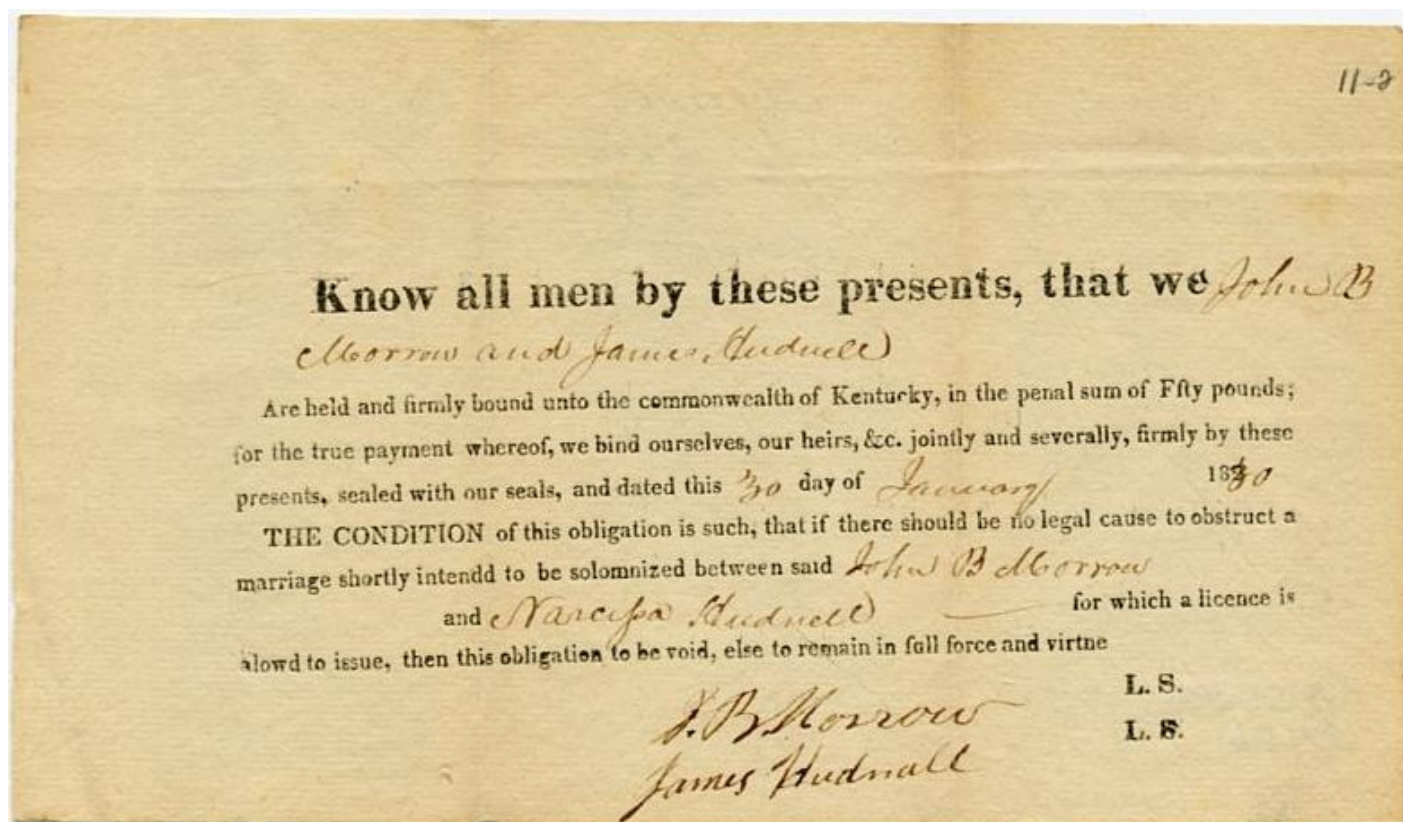 11-2
Know all men by these presents, that we John B
Morrow and James Hudnell
Are held and firmly bound unto the commonwealth of Kentucky, in the penal sum of Ffty pounds;
for the true payment whereof, we bind ourselves, our heirs, &c. jointly and severally, firmly by these
presents, sealed with our seals, and dated this 30 day of January 1830
THE CONDITION of this obligation is such, that if there should be no legal cause to obstruct a
marriage shortly intendd to be solomnized between said John B Morrow
and Narcissa Hudnell for which a licence is
alowd to issue, then this obligation to be void, else to remain in full force and virtne
L. S.
J. B. Morrow
L. S.
James Hudnall